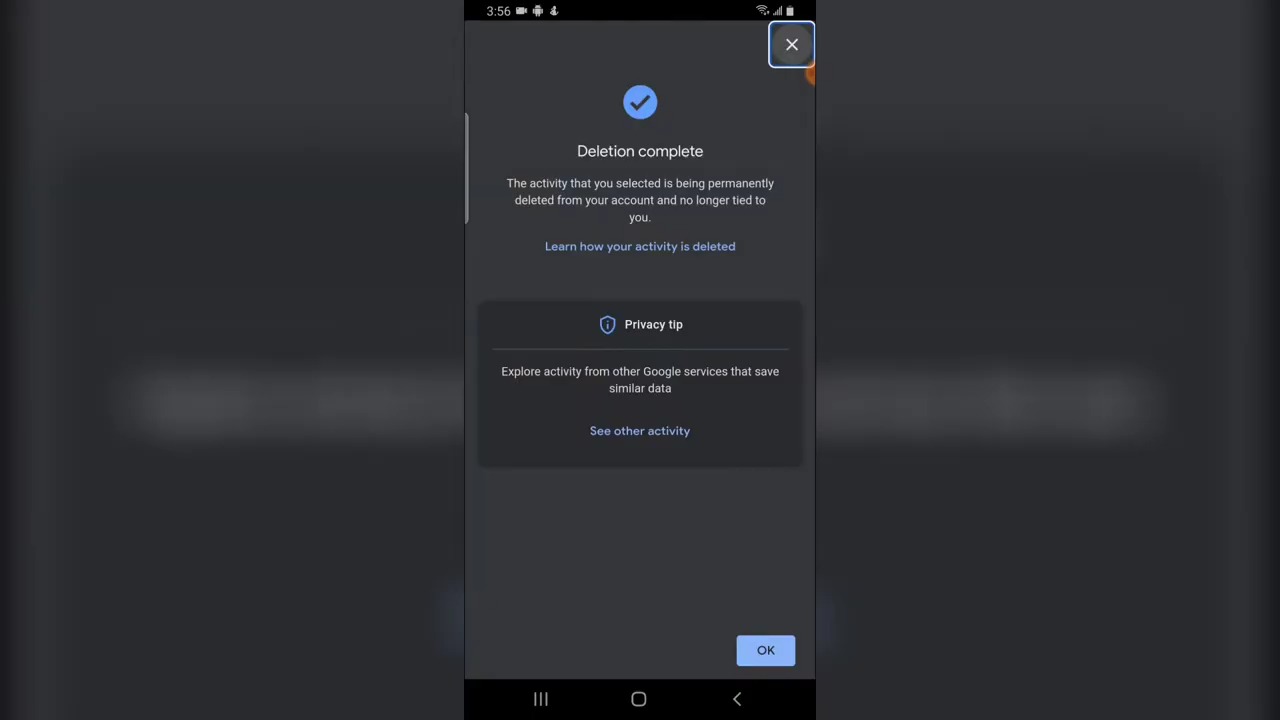 3:56
Deletion complete
The activity that you selected is being permanently
deleted from your account and no longer tied to
you.
Learn how your activity is deleted
Privacy tip
Explore activity from other Google services that save
similar data
See other activity
OK